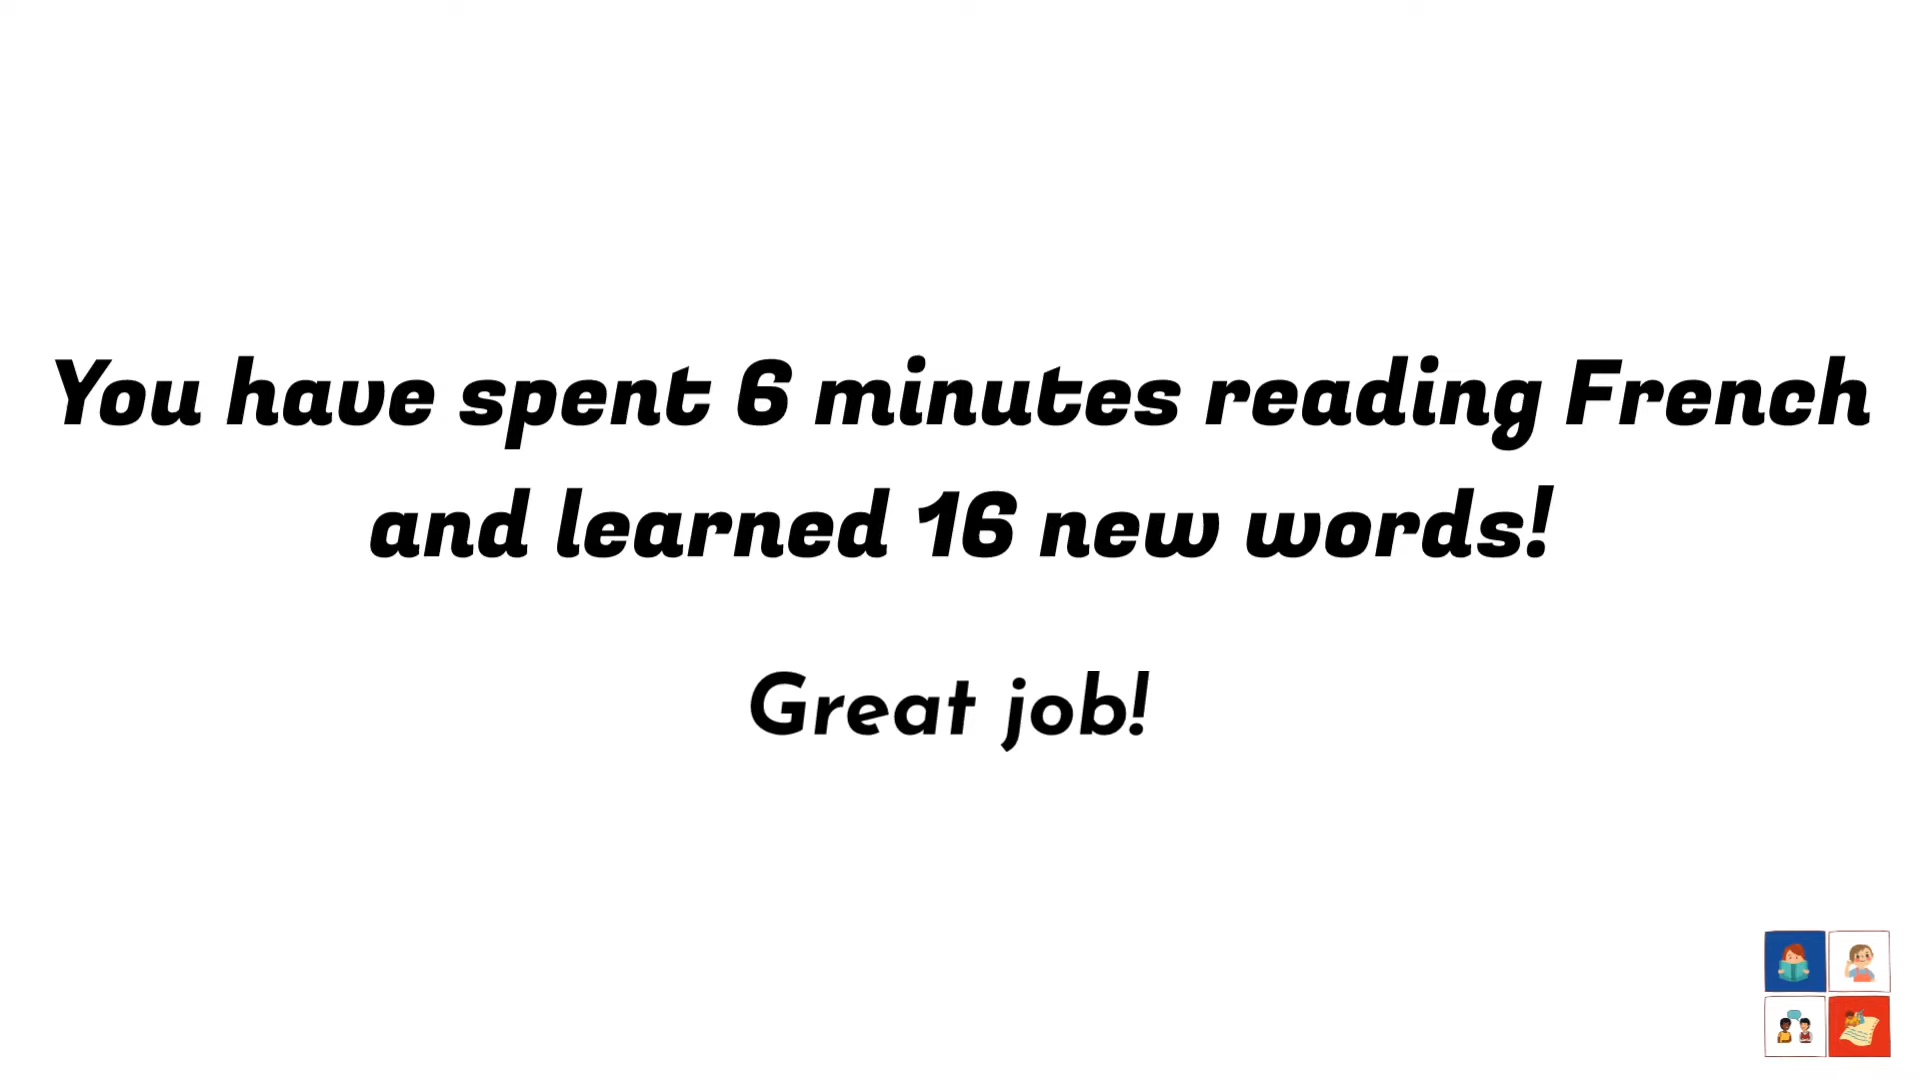 You have spent 6 minutes reading French
and learned 16 new words!
Great job!